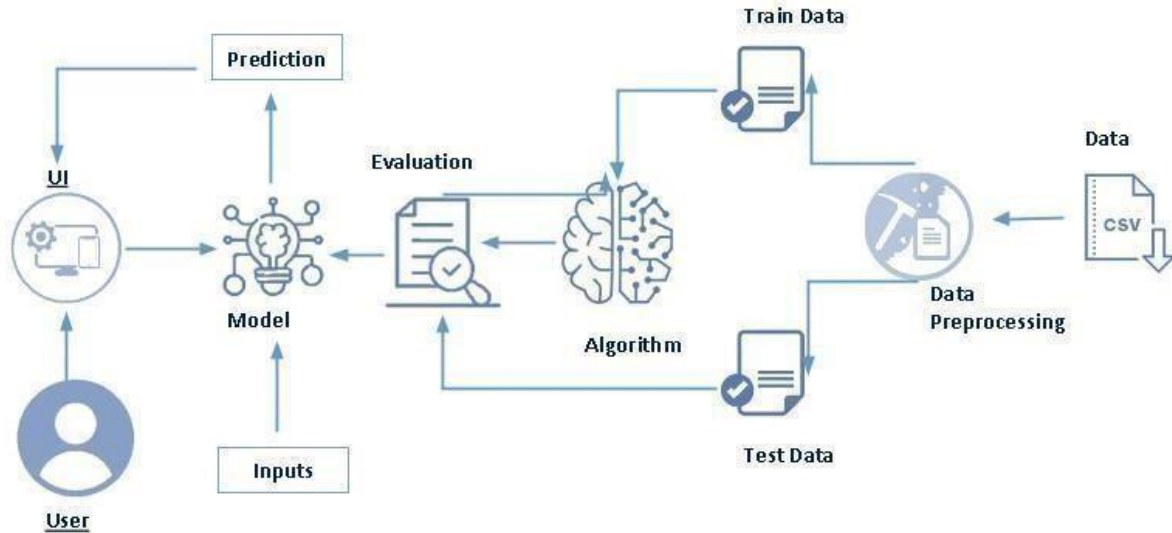 Train Data
Prediction
Data
Evaluation
UI
CSV
Model
Algorithm
Data
Preprocessing
Inputs
Test Data
User